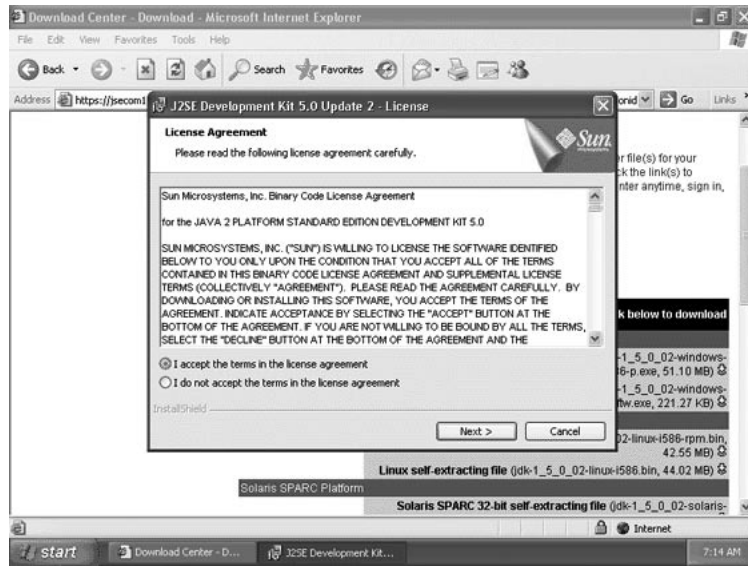 Download Center - Download - Microsoft Internet Explorer
File Edit View Favorites Tools Help
Back Search Favorites
Address https://jsecom1 Go Links
J2SE Development Kit 5.0 Update 2 - License
License Agreement
Please read the following license agreement carefully.
Sun
microsystems
er file(s) for your
ck the link(s) to
nter anytime, sign in,
Sun Microsystems, Inc. Binary Code License Agreement
for the JAVA 2 PLATFORM STANDARD EDITION DEVELOPMENT KIT 5.0
SUN MICROSYSTEMS, INC. ("SUN") IS WILLING TO LICENSE THE SOFTWARE IDENTIFIED
BELOW TO YOU ONLY UPON THE CONDITION THAT YOU ACCEPT ALL OF THE TERMS
CONTAINED IN THIS BINARY CODE LICENSE AGREEMENT AND SUPPLEMENTAL LICENSE
TERMS (COLLECTIVELY "AGREEMENT"). PLEASE READ THE AGREEMENT CAREFULLY. BY
DOWNLOADING OR INSTALLING THIS SOFTWARE, YOU ACCEPT THE TERMS OF THE
AGREEMENT. INDICATE ACCEPTANCE BY SELECTING THE "ACCEPT" BUTTON AT THE
BOTTOM OF THE AGREEMENT. IF YOU ARE NOT WILLING TO BE BOUND BY ALL THE TERMS,
SELECT THE "DECLINE" BUTTON AT THE BOTTOM OF THE AGREEMENT AND THE
k below to download
I accept the terms in the license agreement
I do not accept the terms in the license agreement
-1_5_0_02-windows-
i6-p.exe, 51.10 MB)
-1_5_0_02-windows-
ftw.exe, 221.27 KB)
InstallShield
Next > Cancel
02-linux-i586-rpm.bin,
42.55 MB)
Linux self-extracting file (jdk-1_5_0_02-linux-i586.bin, 44.02 MB)
Solaris SPARC Platform
Solaris SPARC 32-bit self-extracting file (jdk-1_5_0_02-solaris-
Internet
start Download Center - D... J2SE Development Kit... 7:14 AM